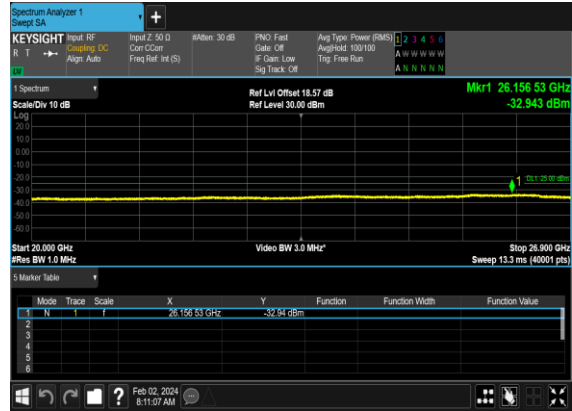 Spectrum Analyzer 1
Swept SA
+
KEYSIGHT
R T
Input: RF
Coupling: DC
Align: Auto
Input Z: 50 Ω
Corr CCorr
Freq Ref: Int (S)
#Atten: 30 dB
PNO: Fast
Gate: Off
IF Gain: Low
Sig Track: Off
Avg Type: Power (RMS)
Avg|Hold: 100/100
Trig: Free Run
1 2 3 4 5 6
A W W W W W
A N N N N N
1 Spectrum
Ref Lvl Offset 18.57 dB
Mkr1 26.156 53 GHz
Scale/Div 10 dB
Ref Level 30.00 dBm
-32.943 dBm
Log
20.0
10.0
0.00
-10.0
-20.0
1
DL1 -25.00 dBm
-30.0
-40.0
-50.0
-60.0
Start 20.000 GHz
Video BW 3.0 MHz*
Stop 26.900 GHz
#Res BW 1.0 MHz
Sweep 13.3 ms (40001 pts)
5 Marker Table
Mode Trace Scale X Y Function Function Width Function Value
1 N 1 f 26.156 53 GHz -32.94 dBm
2
3
4
5
6
?
Feb 02, 2024
8:11:07 AM